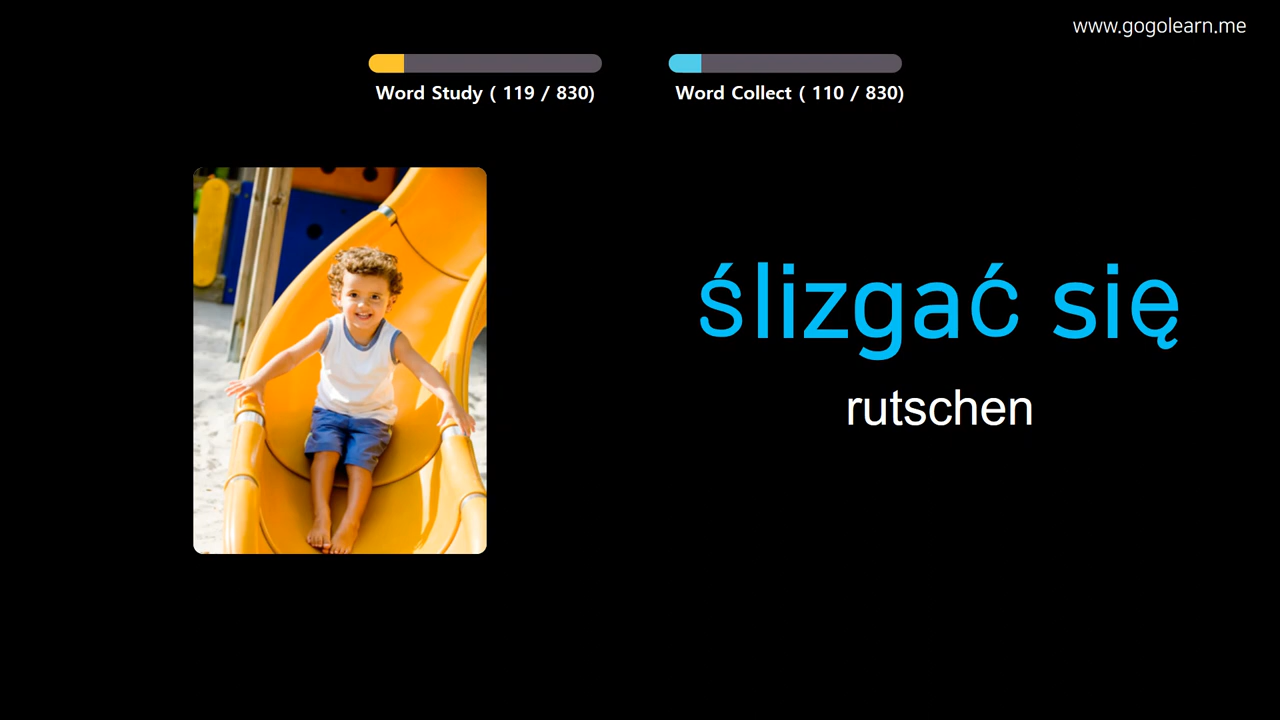 www.gogolearn.me
Word Study ( 119 / 830)
Word Collect ( 110 / 830)
ślizgać się
rutschen